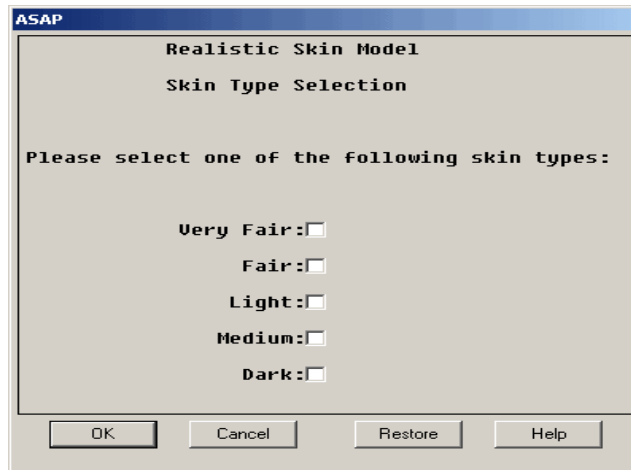 ASAP
Realistic Skin Model
Skin Type Selection
Please select one of the following skin types:
Very Fair:
Fair:
Light:
Medium:
Dark:
OK Cancel Restore Help